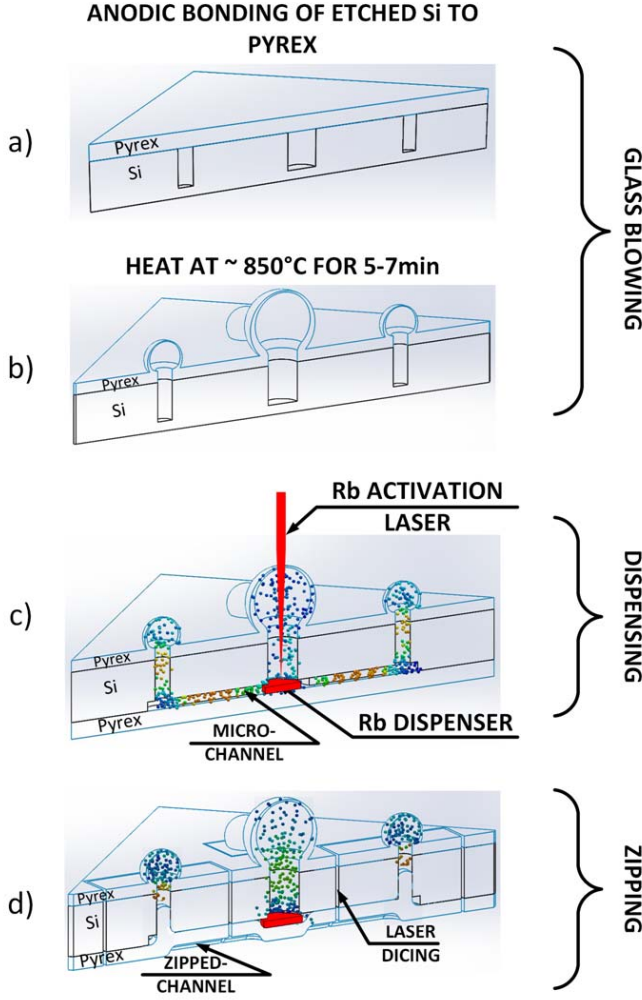 ANODIC BONDING OF ETCHED Si TO
PYREX
a)
Pyrex
Si
GLASS BLOWING
HEAT AT ~ 850°C FOR 5-7min
b)
Pyrex
Si
Rb ACTIVATION
LASER
c)
Pyrex
Si
Pyrex
MICRO-
CHANNEL
Rb DISPENSER
DISPENSING
d)
Pyrex
Si
Pyrex
ZIPPED-
CHANNEL
LASER
DICING
ZIPPING